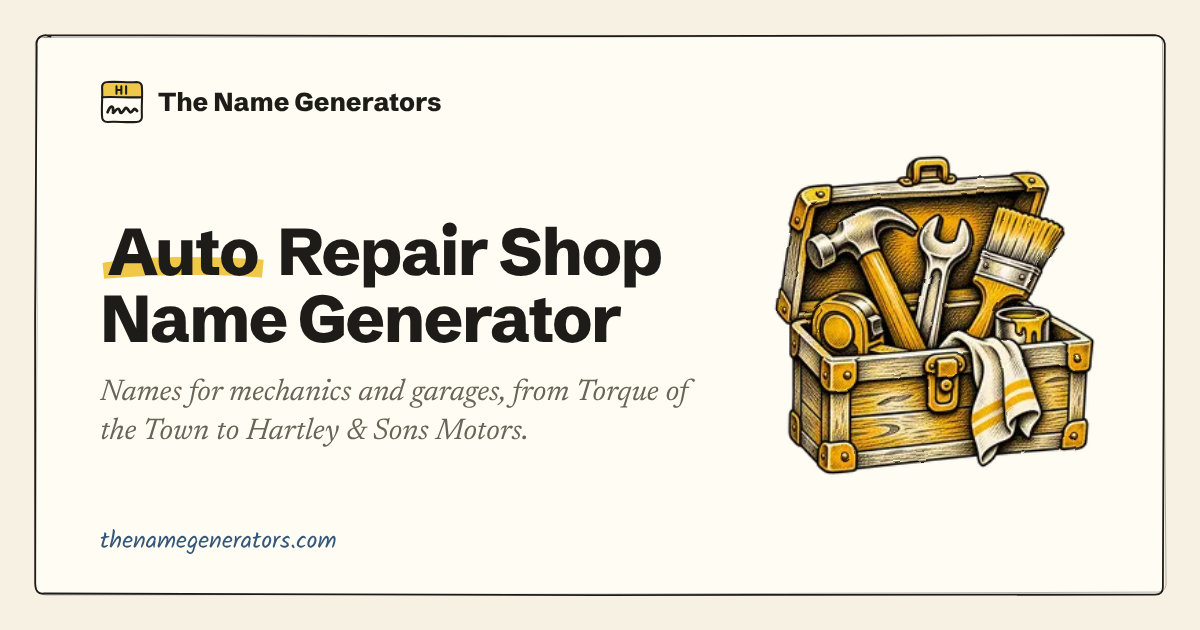 HI
The Name Generators
Auto Repair Shop
Name Generator
Names for mechanics and garages, from Torque of
the Town to Hartley & Sons Motors.
thenamegenerators.com